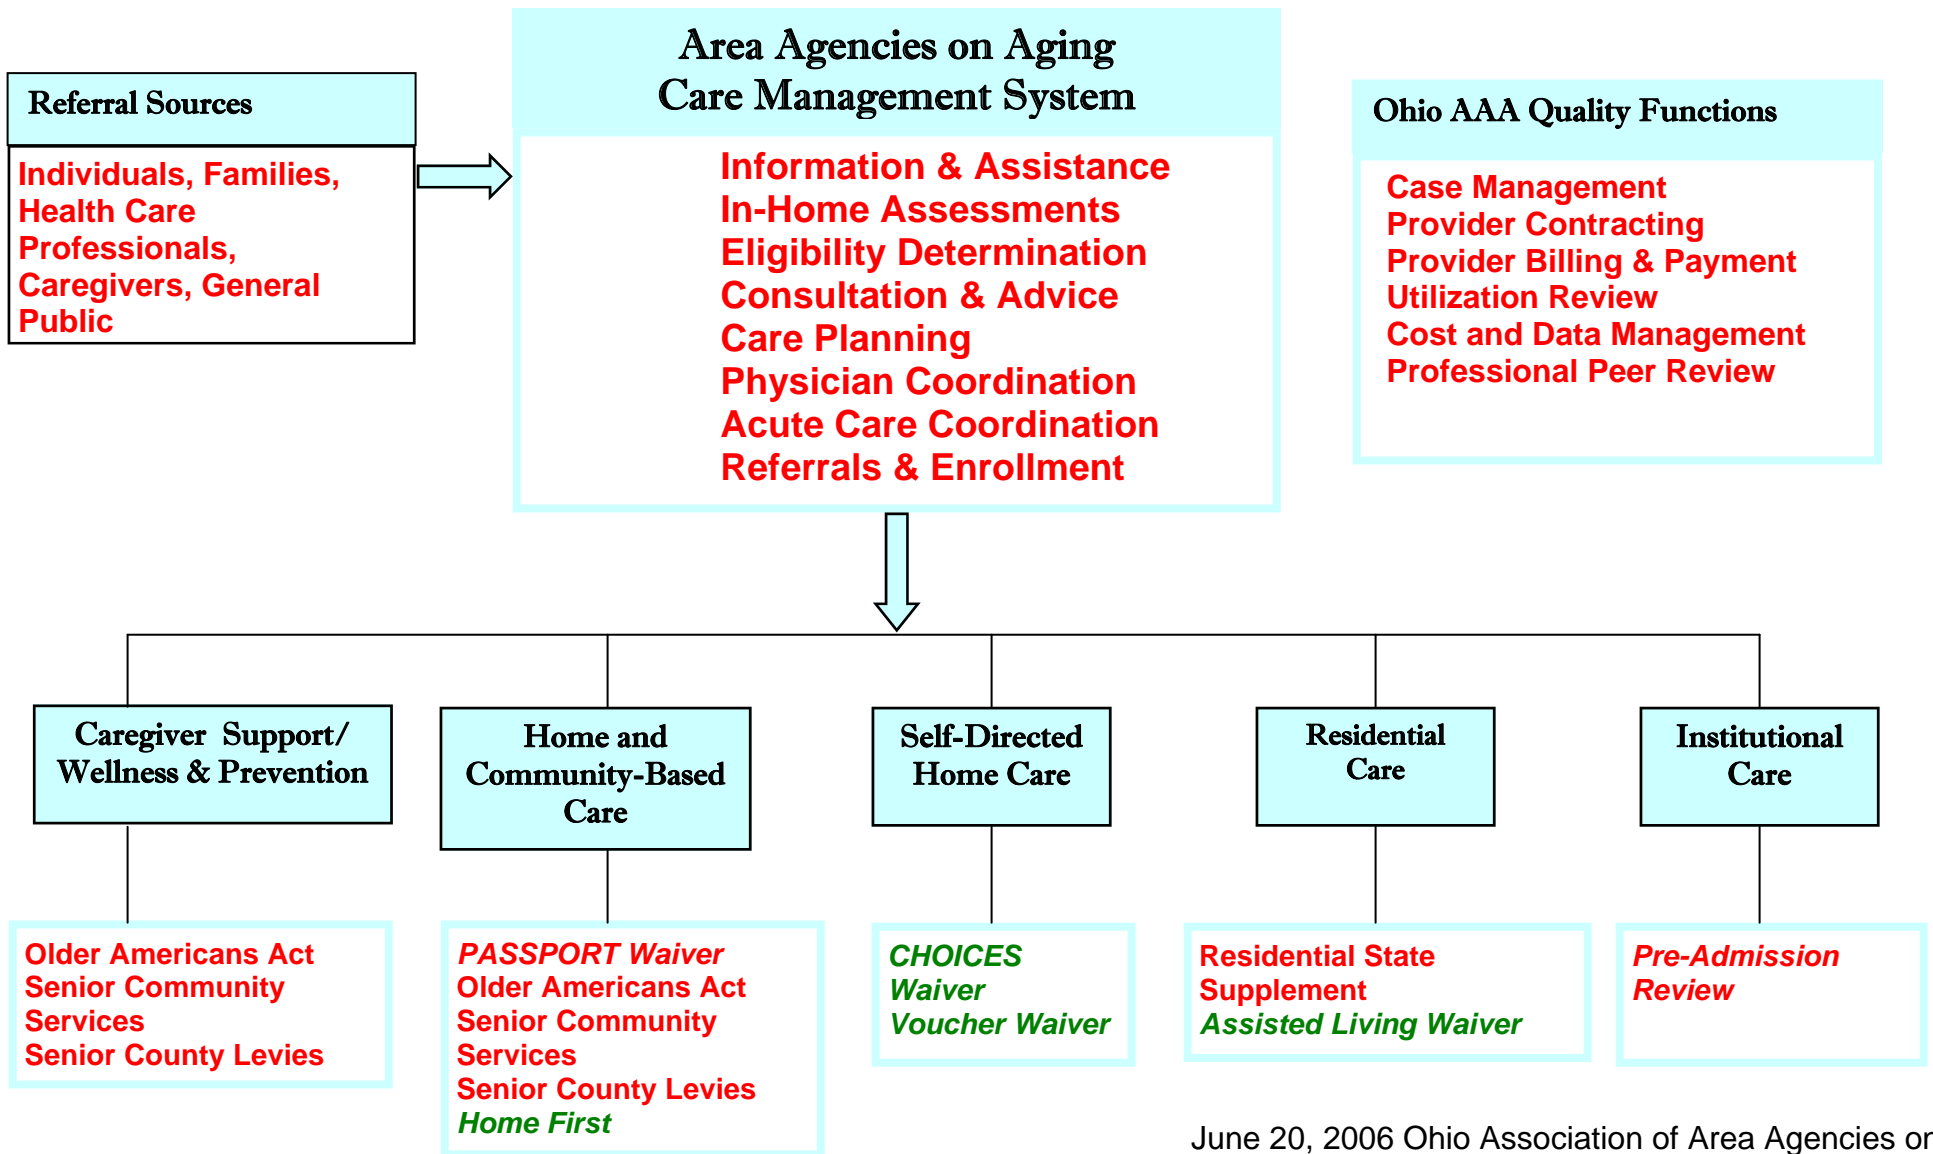 Area Agencies on Aging
Care Management System
Referral Sources
Individuals, Families,
Health Care
Professionals,
Caregivers, General
Public
Information & Assistance
In-Home Assessments
Eligibility Determination
Consultation & Advice
Care Planning
Physician Coordination
Acute Care Coordination
Referrals & Enrollment
Ohio AAA Quality Functions
Case Management
Provider Contracting
Provider Billing & Payment
Utilization Review
Cost and Data Management
Professional Peer Review
Caregiver Support/
Wellness & Prevention
Home and
Community-Based
Care
Self-Directed
Home Care
Residential
Care
Institutional
Care
Older Americans Act
Senior Community
Services
Senior County Levies
PASSPORT Waiver
Older Americans Act
Senior Community
Services
Senior County Levies
Home First
CHOICES
Waiver
Voucher Waiver
Residential State
Supplement
Assisted Living Waiver
Pre-Admission
Review
June 20, 2006 Ohio Association of Area Agencies on